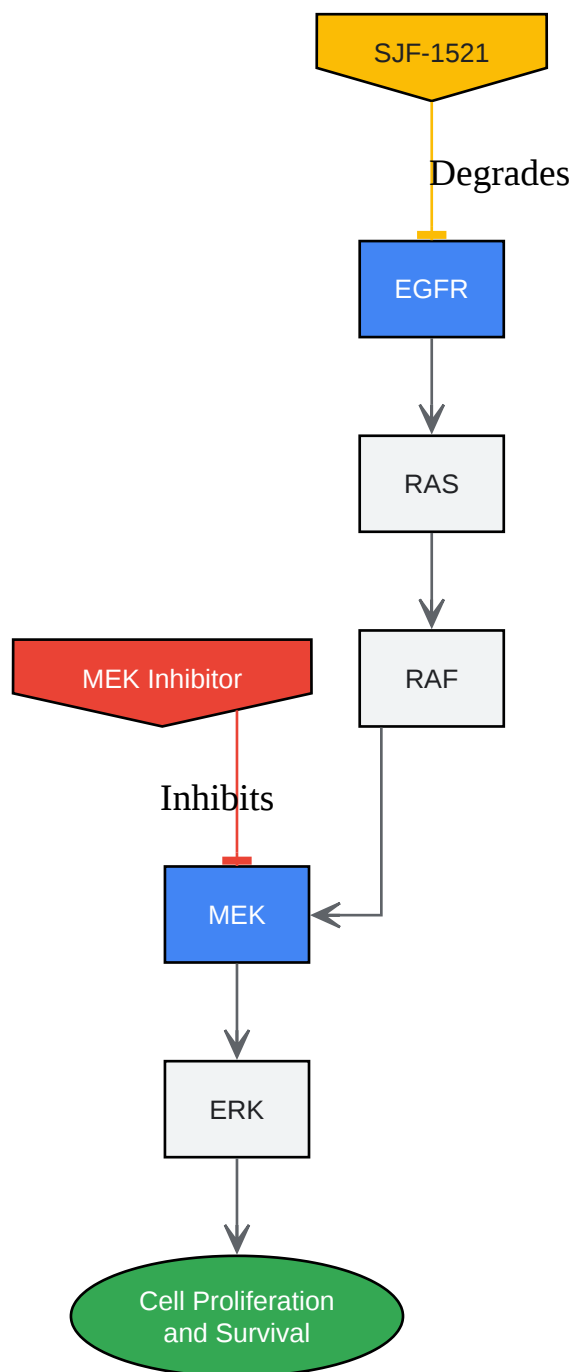 SJF-1521
Degrades
EGFR
RAS
RAF
MEK Inhibitor
Inhibits
MEK
ERK
Cell Proliferation
and Survival